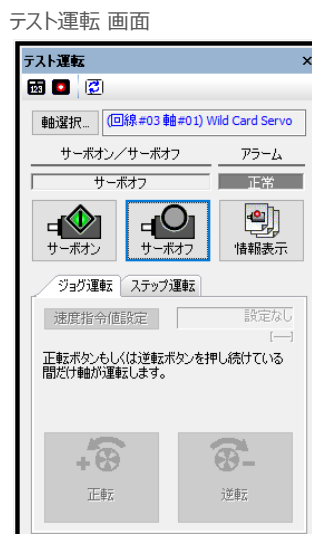 テスト運転 画面
テスト運転 ×
123
軸選択... (回線#03 軸#01) Wild Card Servo
サーボオン／サーボオフ アラーム
サーボオフ 正常
サーボオン サーボオフ 情報表示
ジョグ運転 ステップ運転
速度指令値設定 設定なし
[---]
正転ボタンもしくは逆転ボタンを押し続けている
間だけ軸が運転します。
+ −
正転 逆転